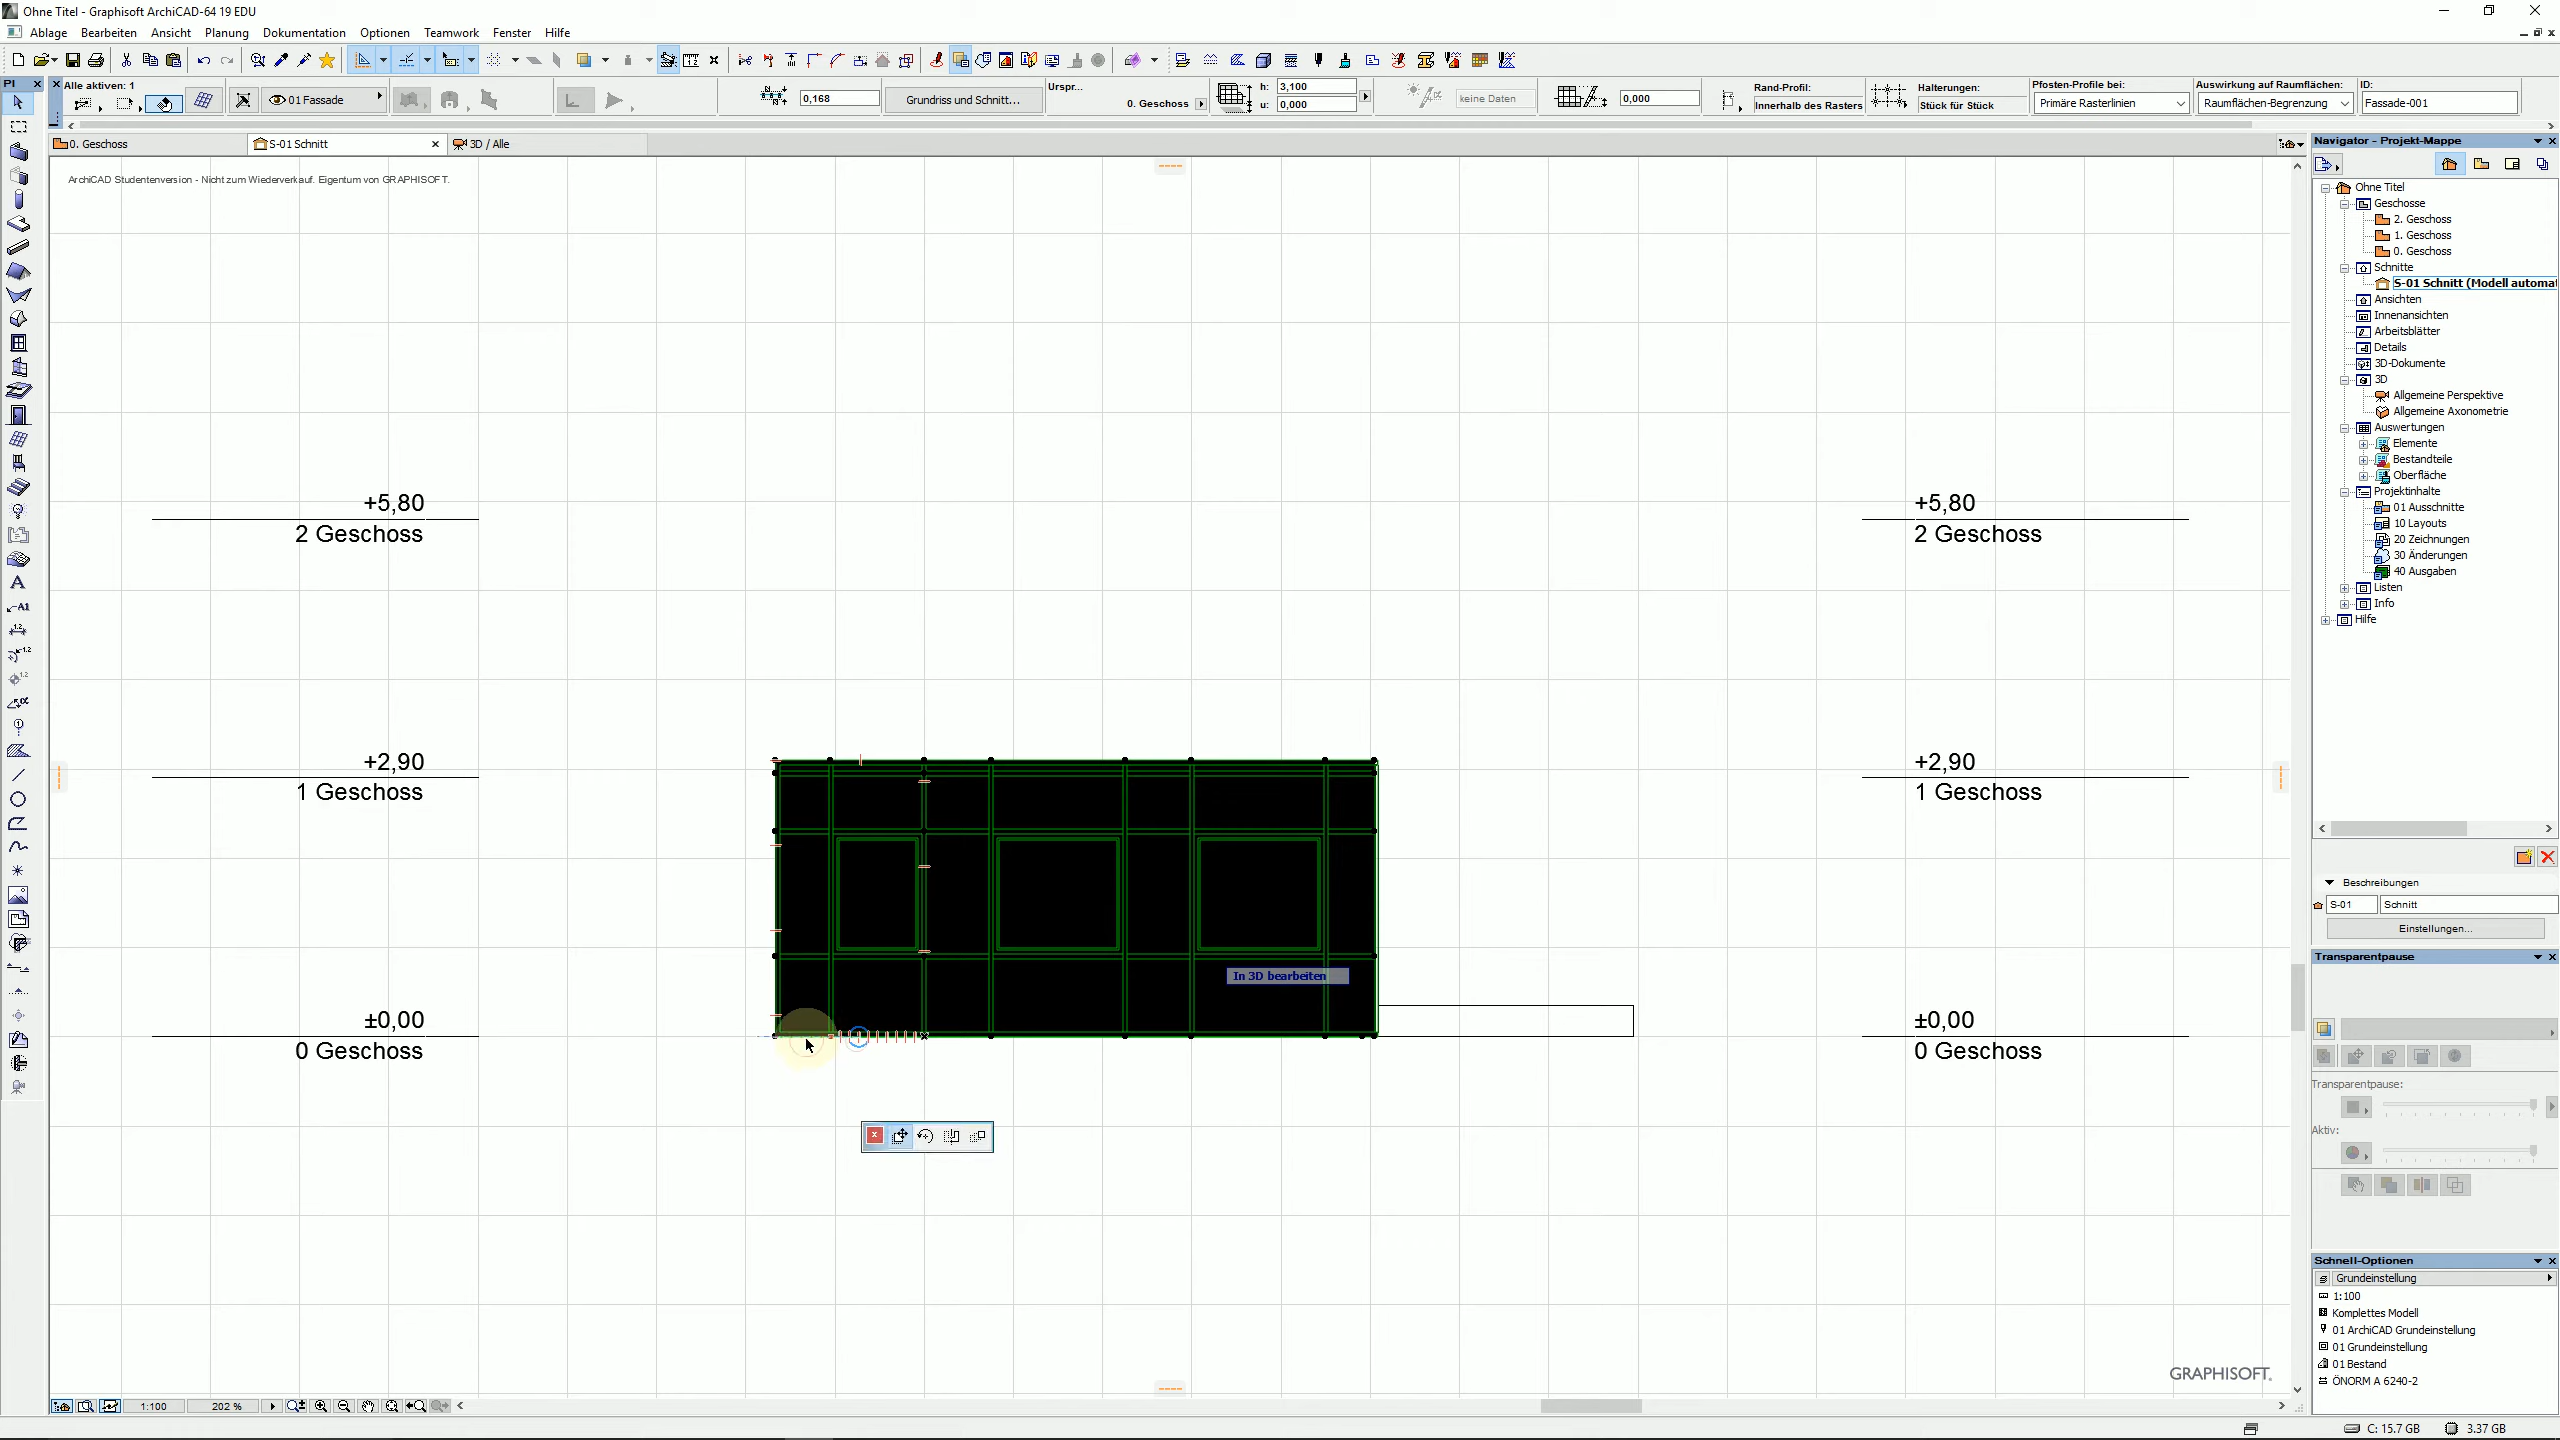 Ohne Titel - Graphisoft ArchiCAD-64 19 EDU
Ablage Bearbeiten Ansicht Planung Dokumentation Optionen Teamwork Fenster Hilfe
Alle aktiven: 1
01 Fassade
0,168
Grundriss und Schnitt...
Urspr...
0. Geschoss
h: 3,100
u: 0,000
keine Daten
0,000
Rand-Profil:
Innerhalb des Rasters
Halterungen:
Stück für Stück
Pfosten-Profile bei:
Primäre Rasterlinien
Auswirkung auf Raumflächen:
Raumflächen-Begrenzung
ID:
Fassade-001
0. Geschoss
S-01 Schnitt
3D / Alle
ArchiCAD Studentenversion - Nicht zum Wiederverkauf. Eigentum von GRAPHISOFT.
+5,80
2 Geschoss
+5,80
2 Geschoss
+2,90
1 Geschoss
+2,90
1 Geschoss
In 3D bearbeiten
±0,00
0 Geschoss
±0,00
0 Geschoss
GRAPHISOFT.
1:100
202 %
Navigator - Projekt-Mappe
Ohne Titel
Geschosse
2. Geschoss
1. Geschoss
0. Geschoss
Schnitte
S-01 Schnitt (Modell automat
Ansichten
Innenansichten
Arbeitsblätter
Details
3D-Dokumente
3D
Allgemeine Perspektive
Allgemeine Axonometrie
Auswertungen
Elemente
Bestandteile
Oberfläche
Projektinhalte
01 Ausschnitte
10 Layouts
20 Zeichnungen
30 Änderungen
40 Ausgaben
Listen
Info
Hilfe
Beschreibungen
S-01 Schnitt
Einstellungen...
Transparentpause
Transparentpause:
Aktiv:
Schnell-Optionen
Grundeinstellung
1:100
Komplettes Modell
01 ArchiCAD Grundeinstellung
01 Grundeinstellung
01 Bestand
ÖNORM A 6240-2
C: 15.7 GB
3.37 GB